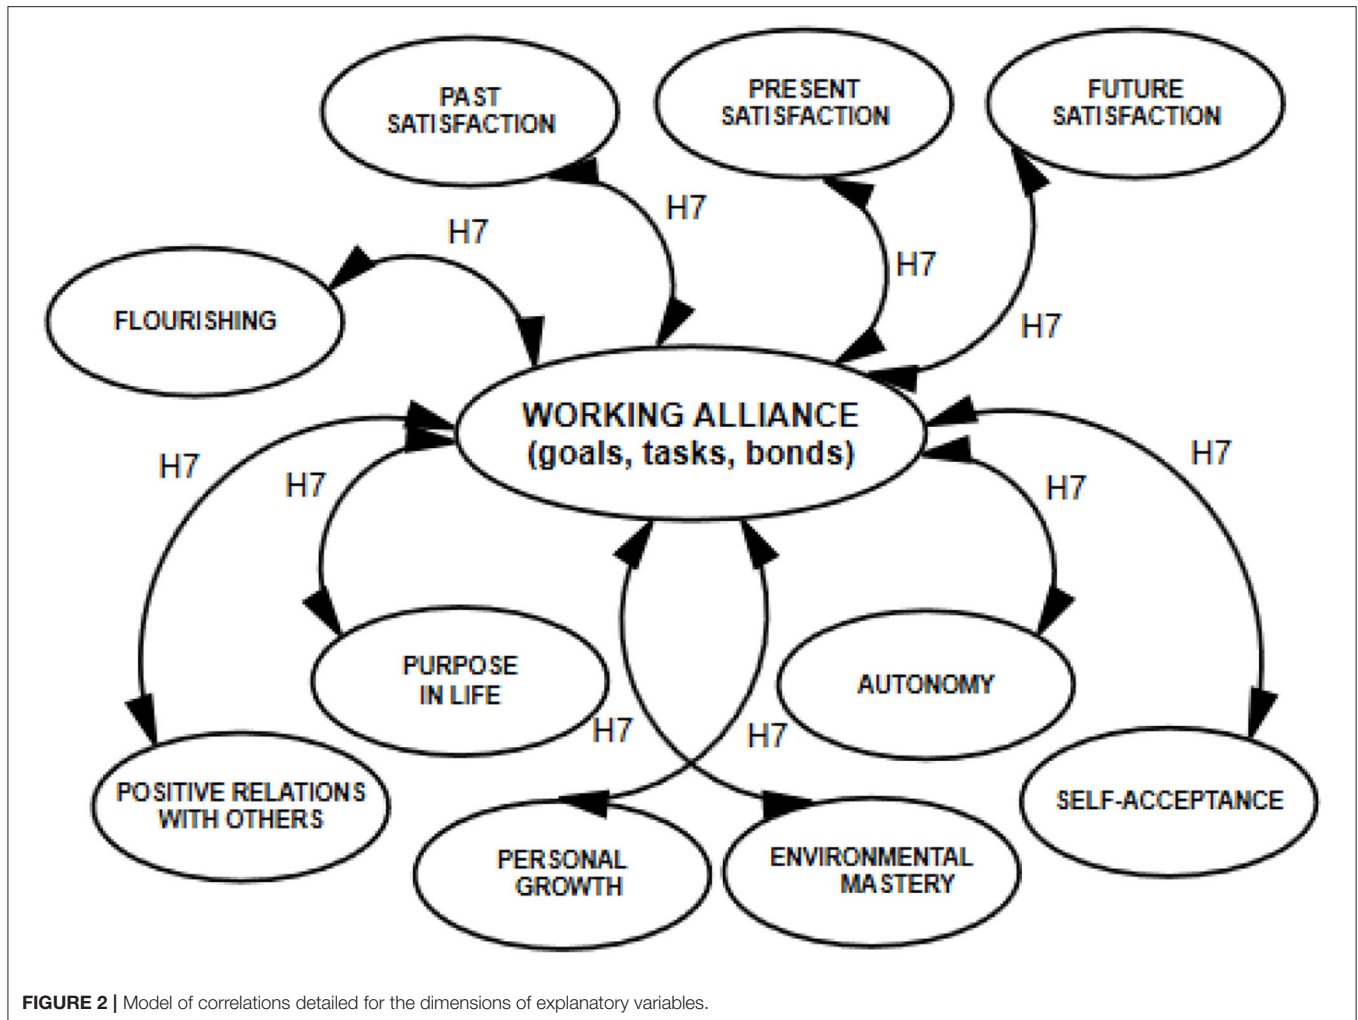 PAST
SATISFACTION
PRESENT
SATISFACTION
FUTURE
SATISFACTION
H7
H7
H7
H7
FLOURISHING
WORKING ALLIANCE
(goals, tasks, bonds)
H7
H7
H7
H7
PURPOSE
IN LIFE
AUTONOMY
H7
H7
POSITIVE RELATIONS
WITH OTHERS
SELF-ACCEPTANCE
PERSONAL
GROWTH
ENVIRONMENTAL
MASTERY
FIGURE 2 | Model of correlations detailed for the dimensions of explanatory variables.